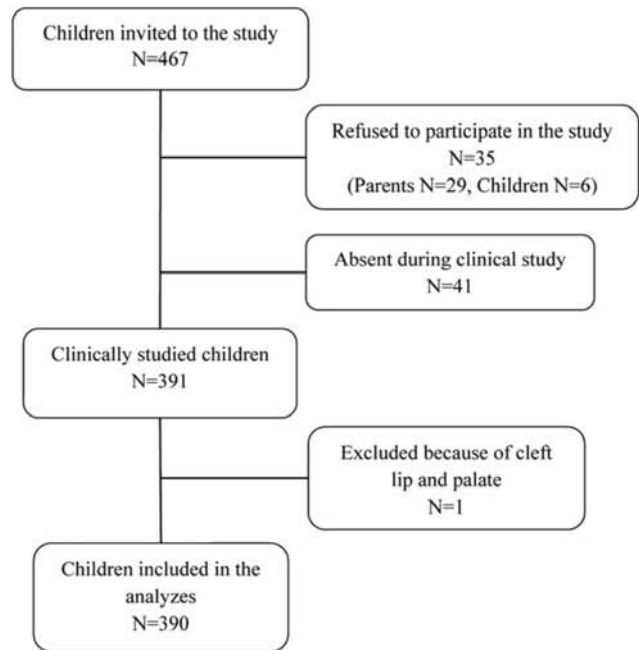 Children invited to the study
N=467
Refused to participate in the study
N=35
(Parents N=29, Children N=6)
Absent during clinical study
N=41
Clinically studied children
N=391
Excluded because of cleft
lip and palate
N=1
Children included in the
analyzes
N=390